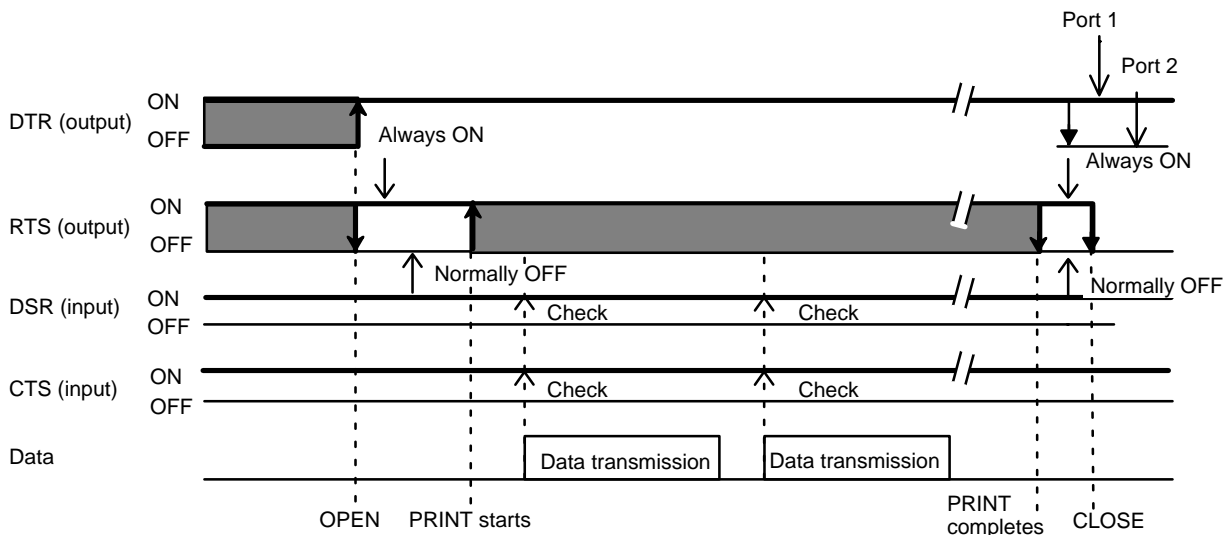 Port 1
Port 2
DTR (output)
ON
OFF
Always ON
Always ON
RTS (output)
ON
OFF
Normally OFF
Normally OFF
DSR (input)
ON
OFF
Check
Check
CTS (input)
ON
OFF
Check
Check
Data
Data transmission
Data transmission
OPEN
PRINT starts
PRINT
completes
CLOSE